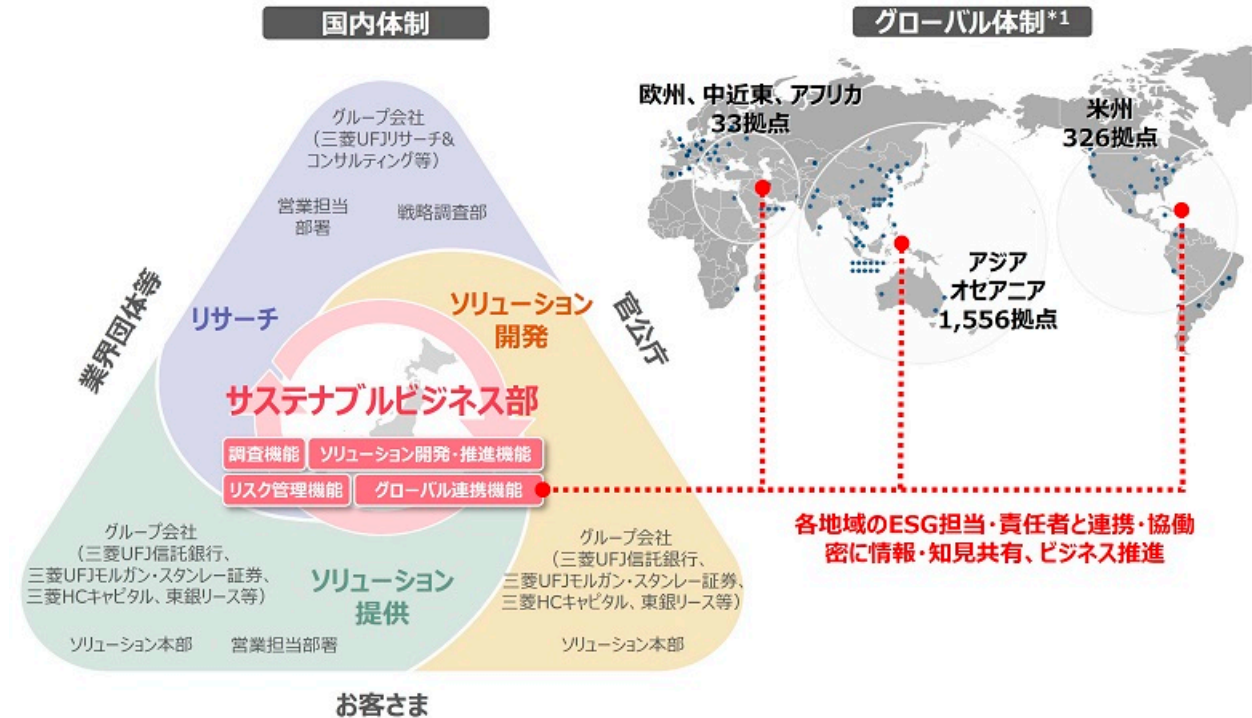 国内体制
グループ会社
（三菱UFJリサーチ&
コンサルティング等）
営業担当
部署
戦略調査部
業界団体等
官公庁
リサーチ
ソリューション
開発
サステナブルビジネス部
調査機能
ソリューション開発・推進機能
リスク管理機能
グローバル連携機能
グループ会社
（三菱UFJ信託銀行、
三菱UFJモルガン・スタンレー証券、
三菱HCキャピタル、東銀リース等）
ソリューション本部
営業担当部署
ソリューション
提供
グループ会社
（三菱UFJ信託銀行、
三菱UFJモルガン・スタンレー証券、
三菱HCキャピタル、東銀リース等）
ソリューション本部
お客さま
グローバル体制*1
欧州、中近東、アフリカ
33拠点
米州
326拠点
アジア
オセアニア
1,556拠点
各地域のESG担当・責任者と連携・協働
密に情報・知見共有、ビジネス推進